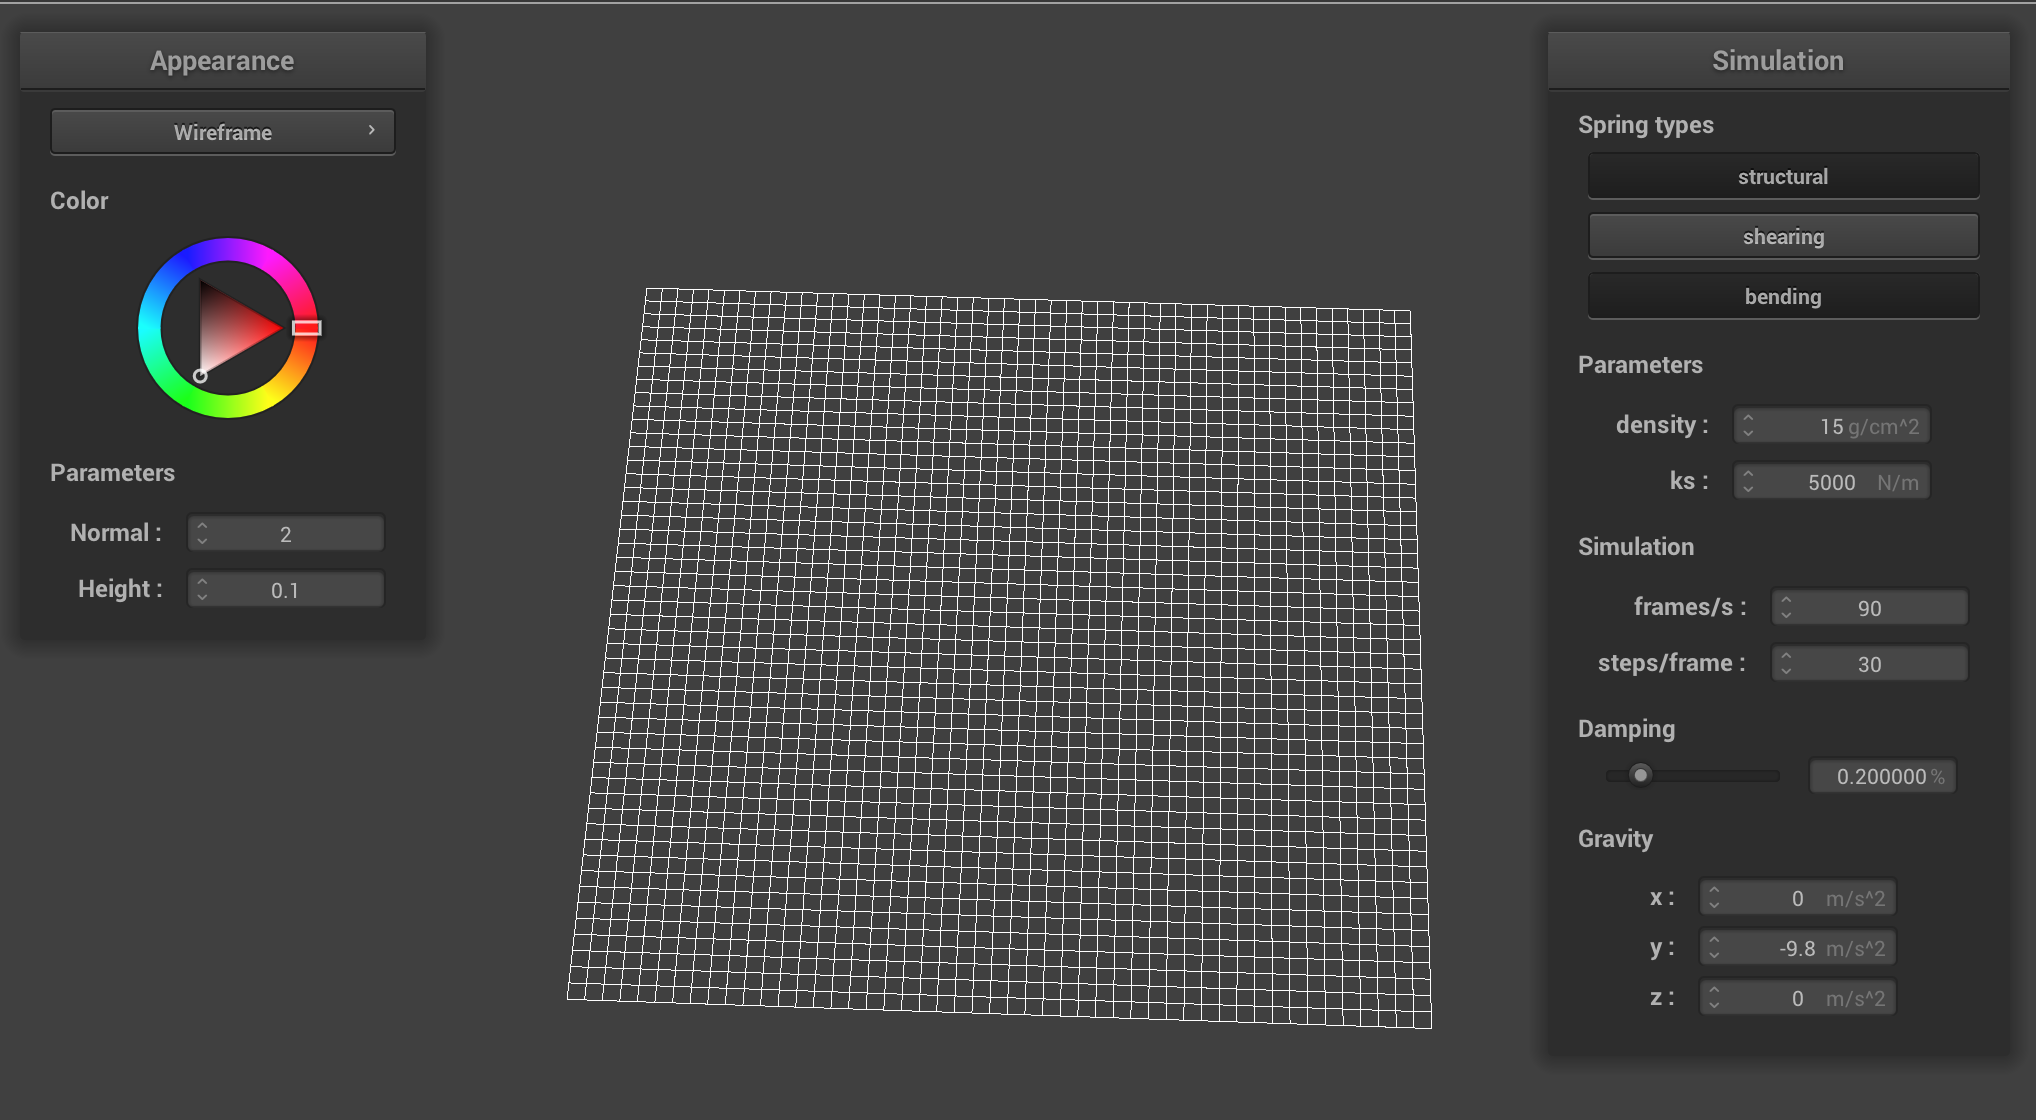 Appearance
Wireframe
Color
Parameters
Normal : 2
Height : 0.1
Simulation
Spring types
structural
shearing
bending
Parameters
density : 15 g/cm^2
ks : 5000 N/m
Simulation
frames/s : 90
steps/frame : 30
Damping
0.200000 %
Gravity
x : 0 m/s^2
y : -9.8 m/s^2
z : 0 m/s^2